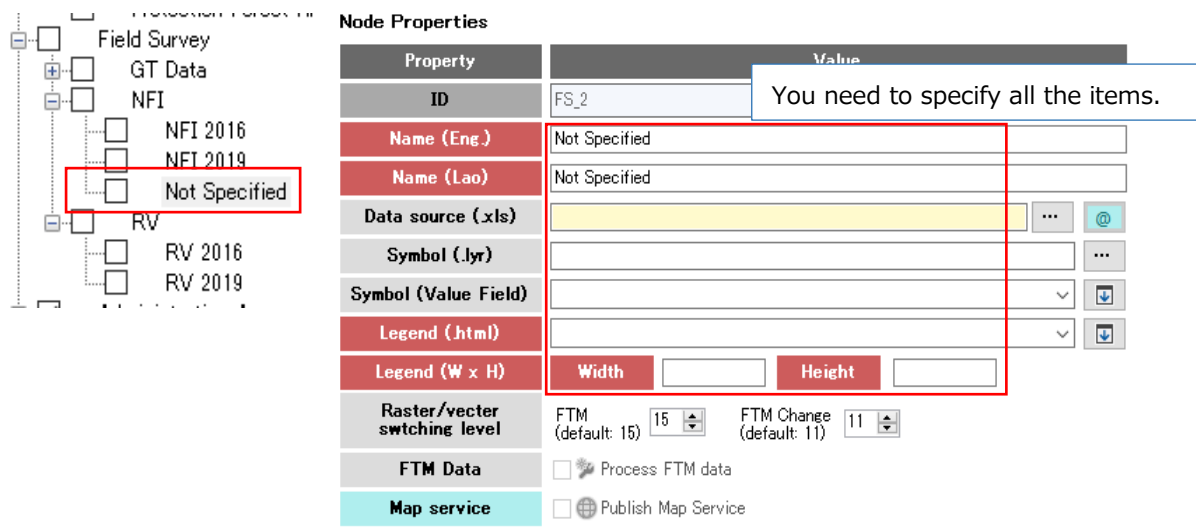 Field Survey
GT Data
NFI
NFI 2016
NFI 2019
Not Specified
RV
RV 2016
RV 2019
Node Properties
Property Value
You need to specify all the items.
ID FS_2
Name (Eng.) Not Specified
Name (Lao) Not Specified
Data source (.xls) ... @
Symbol (.lyr) ...
Symbol (Value Field)
Legend (.html)
Legend (W x H) Width Height
Raster/vecter
swtching level
FTM
(default: 15) 15
FTM Change
(default: 11) 11
FTM Data Process FTM data
Map service Publish Map Service